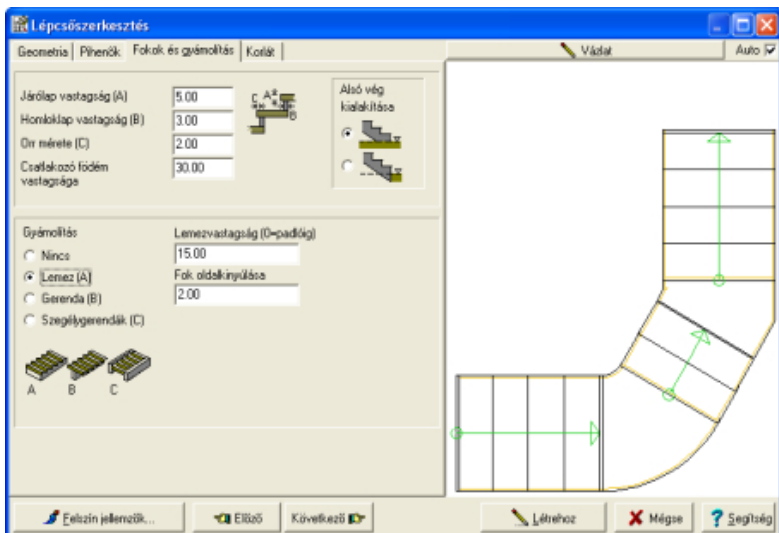 Lépcsőszerkesztés
Geometria Pihenők Fokok és gyámolítás Korlát
Vázlat Auto
Járólap vastagság (A) 5.00
Homloklap vastagság (B) 3.00
Orr mérete (C) 2.00
Csatlakozó födém vastagsága 30.00
C A B
Alsó vég kialakítása
Gyámolítás
Nincs
Lemez (A)
Gerenda (B)
Szegélygerendák (C)
Lemezvastagság (0=padlóig)
15.00
Fok oldalkinyúlása
2.00
A B C
Felszín jellemzők... Előző Következő Létrehoz Mégse Segítség